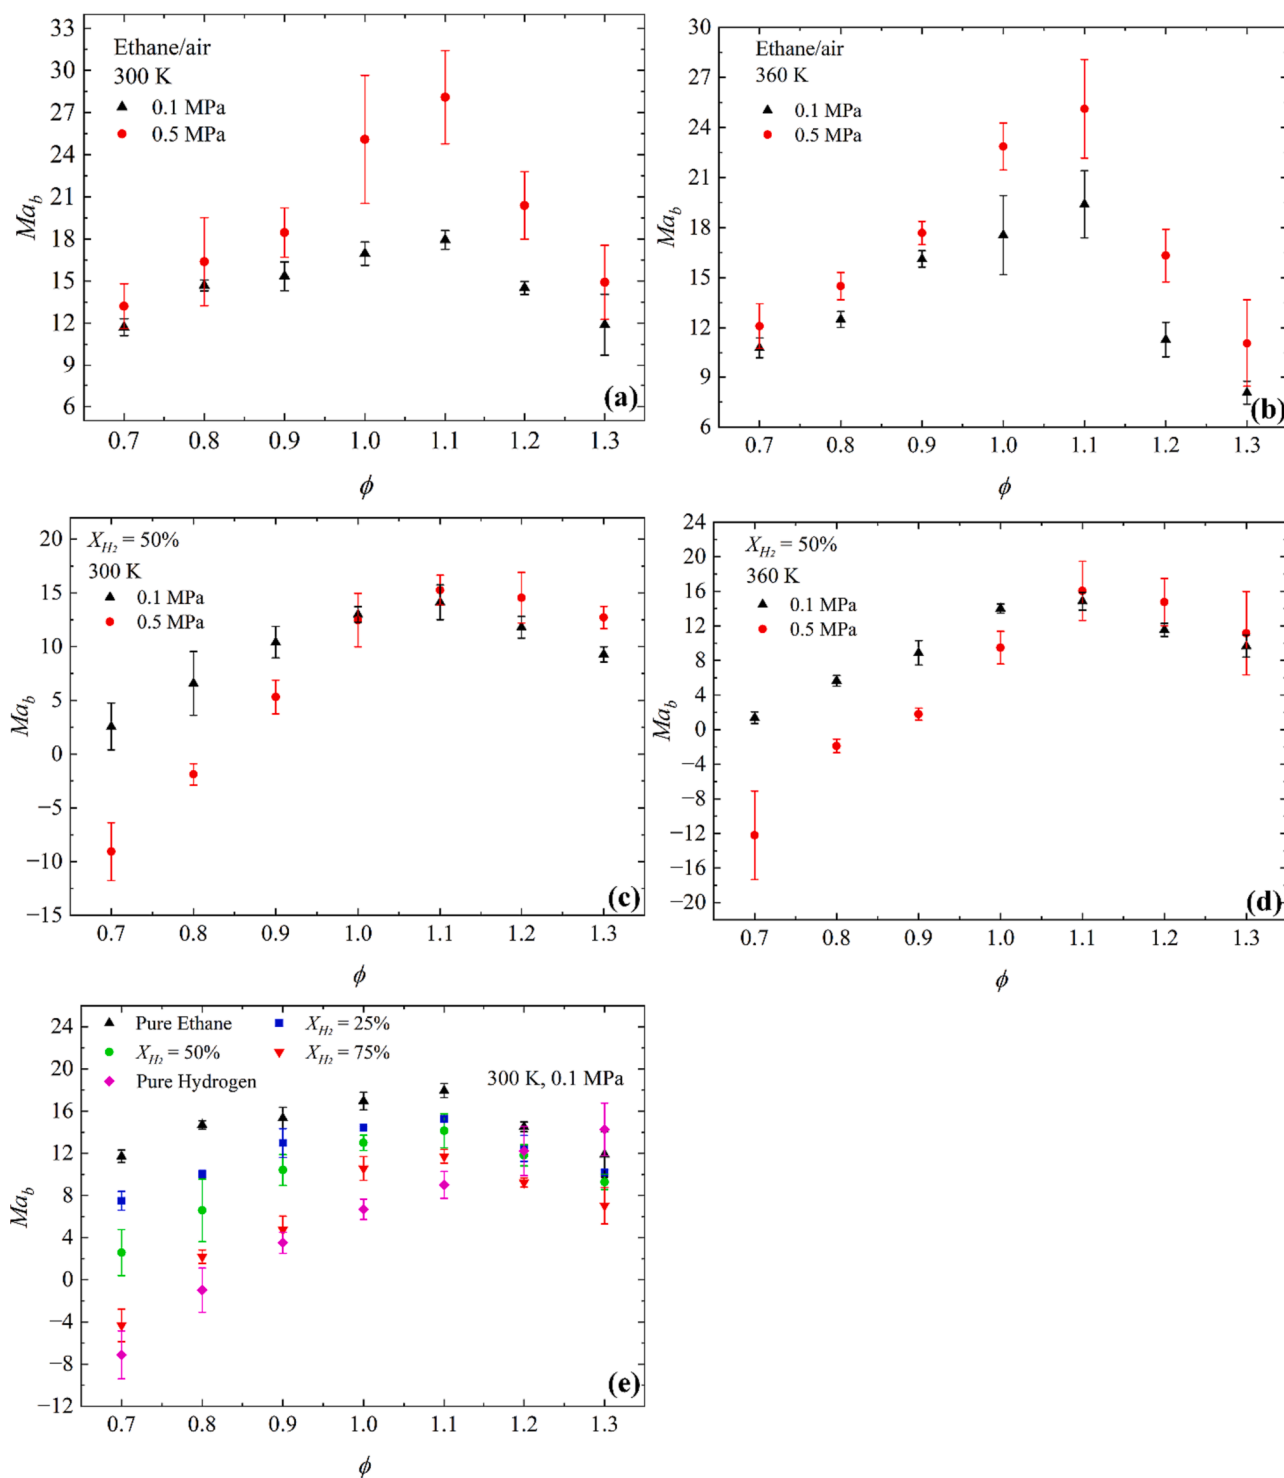 Ethane/air
300 K
0.1 MPa
0.5 MPa
33
30
27
24
21
18
15
12
9
6
Ma_b
0.7 0.8 0.9 1.0 1.1 1.2 1.3
ϕ
(a)
Ethane/air
360 K
0.1 MPa
0.5 MPa
30
27
24
21
18
15
12
9
6
Ma_b
0.7 0.8 0.9 1.0 1.1 1.2 1.3
ϕ
(b)
X_H₂ = 50%
300 K
0.1 MPa
0.5 MPa
20
15
10
5
0
−5
−10
−15
Ma_b
0.7 0.8 0.9 1.0 1.1 1.2 1.3
ϕ
(c)
X_H₂ = 50%
360 K
0.1 MPa
0.5 MPa
24
20
16
12
8
4
0
−4
−8
−12
−16
−20
Ma_b
0.7 0.8 0.9 1.0 1.1 1.2 1.3
ϕ
(d)
Pure Ethane X_H₂ = 25%
X_H₂ = 50% X_H₂ = 75%
Pure Hydrogen 300 K, 0.1 MPa
24
20
16
12
8
4
0
−4
−8
−12
Ma_b
0.7 0.8 0.9 1.0 1.1 1.2 1.3
ϕ
(e)